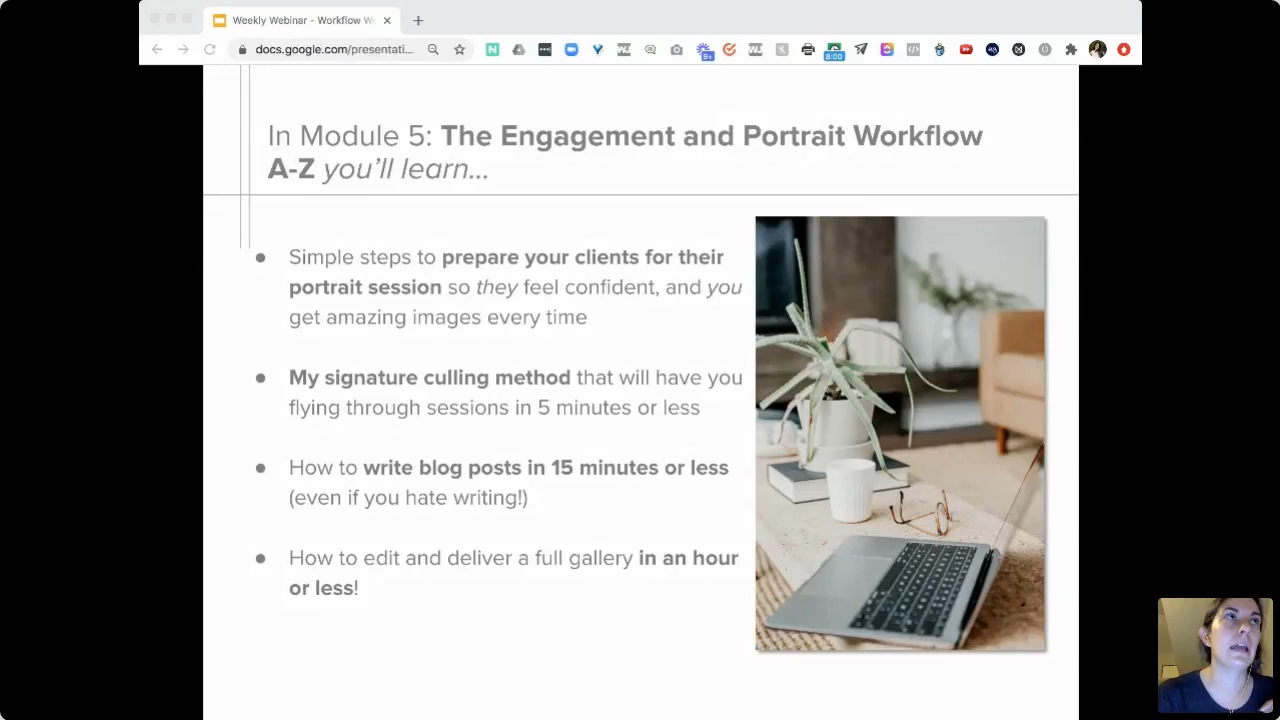 Weekly Webinar - Workflow W
docs.google.com/presentati...
9+
8:00
In Module 5: The Engagement and Portrait Workflow
A-Z you'll learn...
● Simple steps to prepare your clients for their
portrait session so they feel confident, and you
get amazing images every time
● My signature culling method that will have you
flying through sessions in 5 minutes or less
● How to write blog posts in 15 minutes or less
(even if you hate writing!)
● How to edit and deliver a full gallery in an hour
or less!